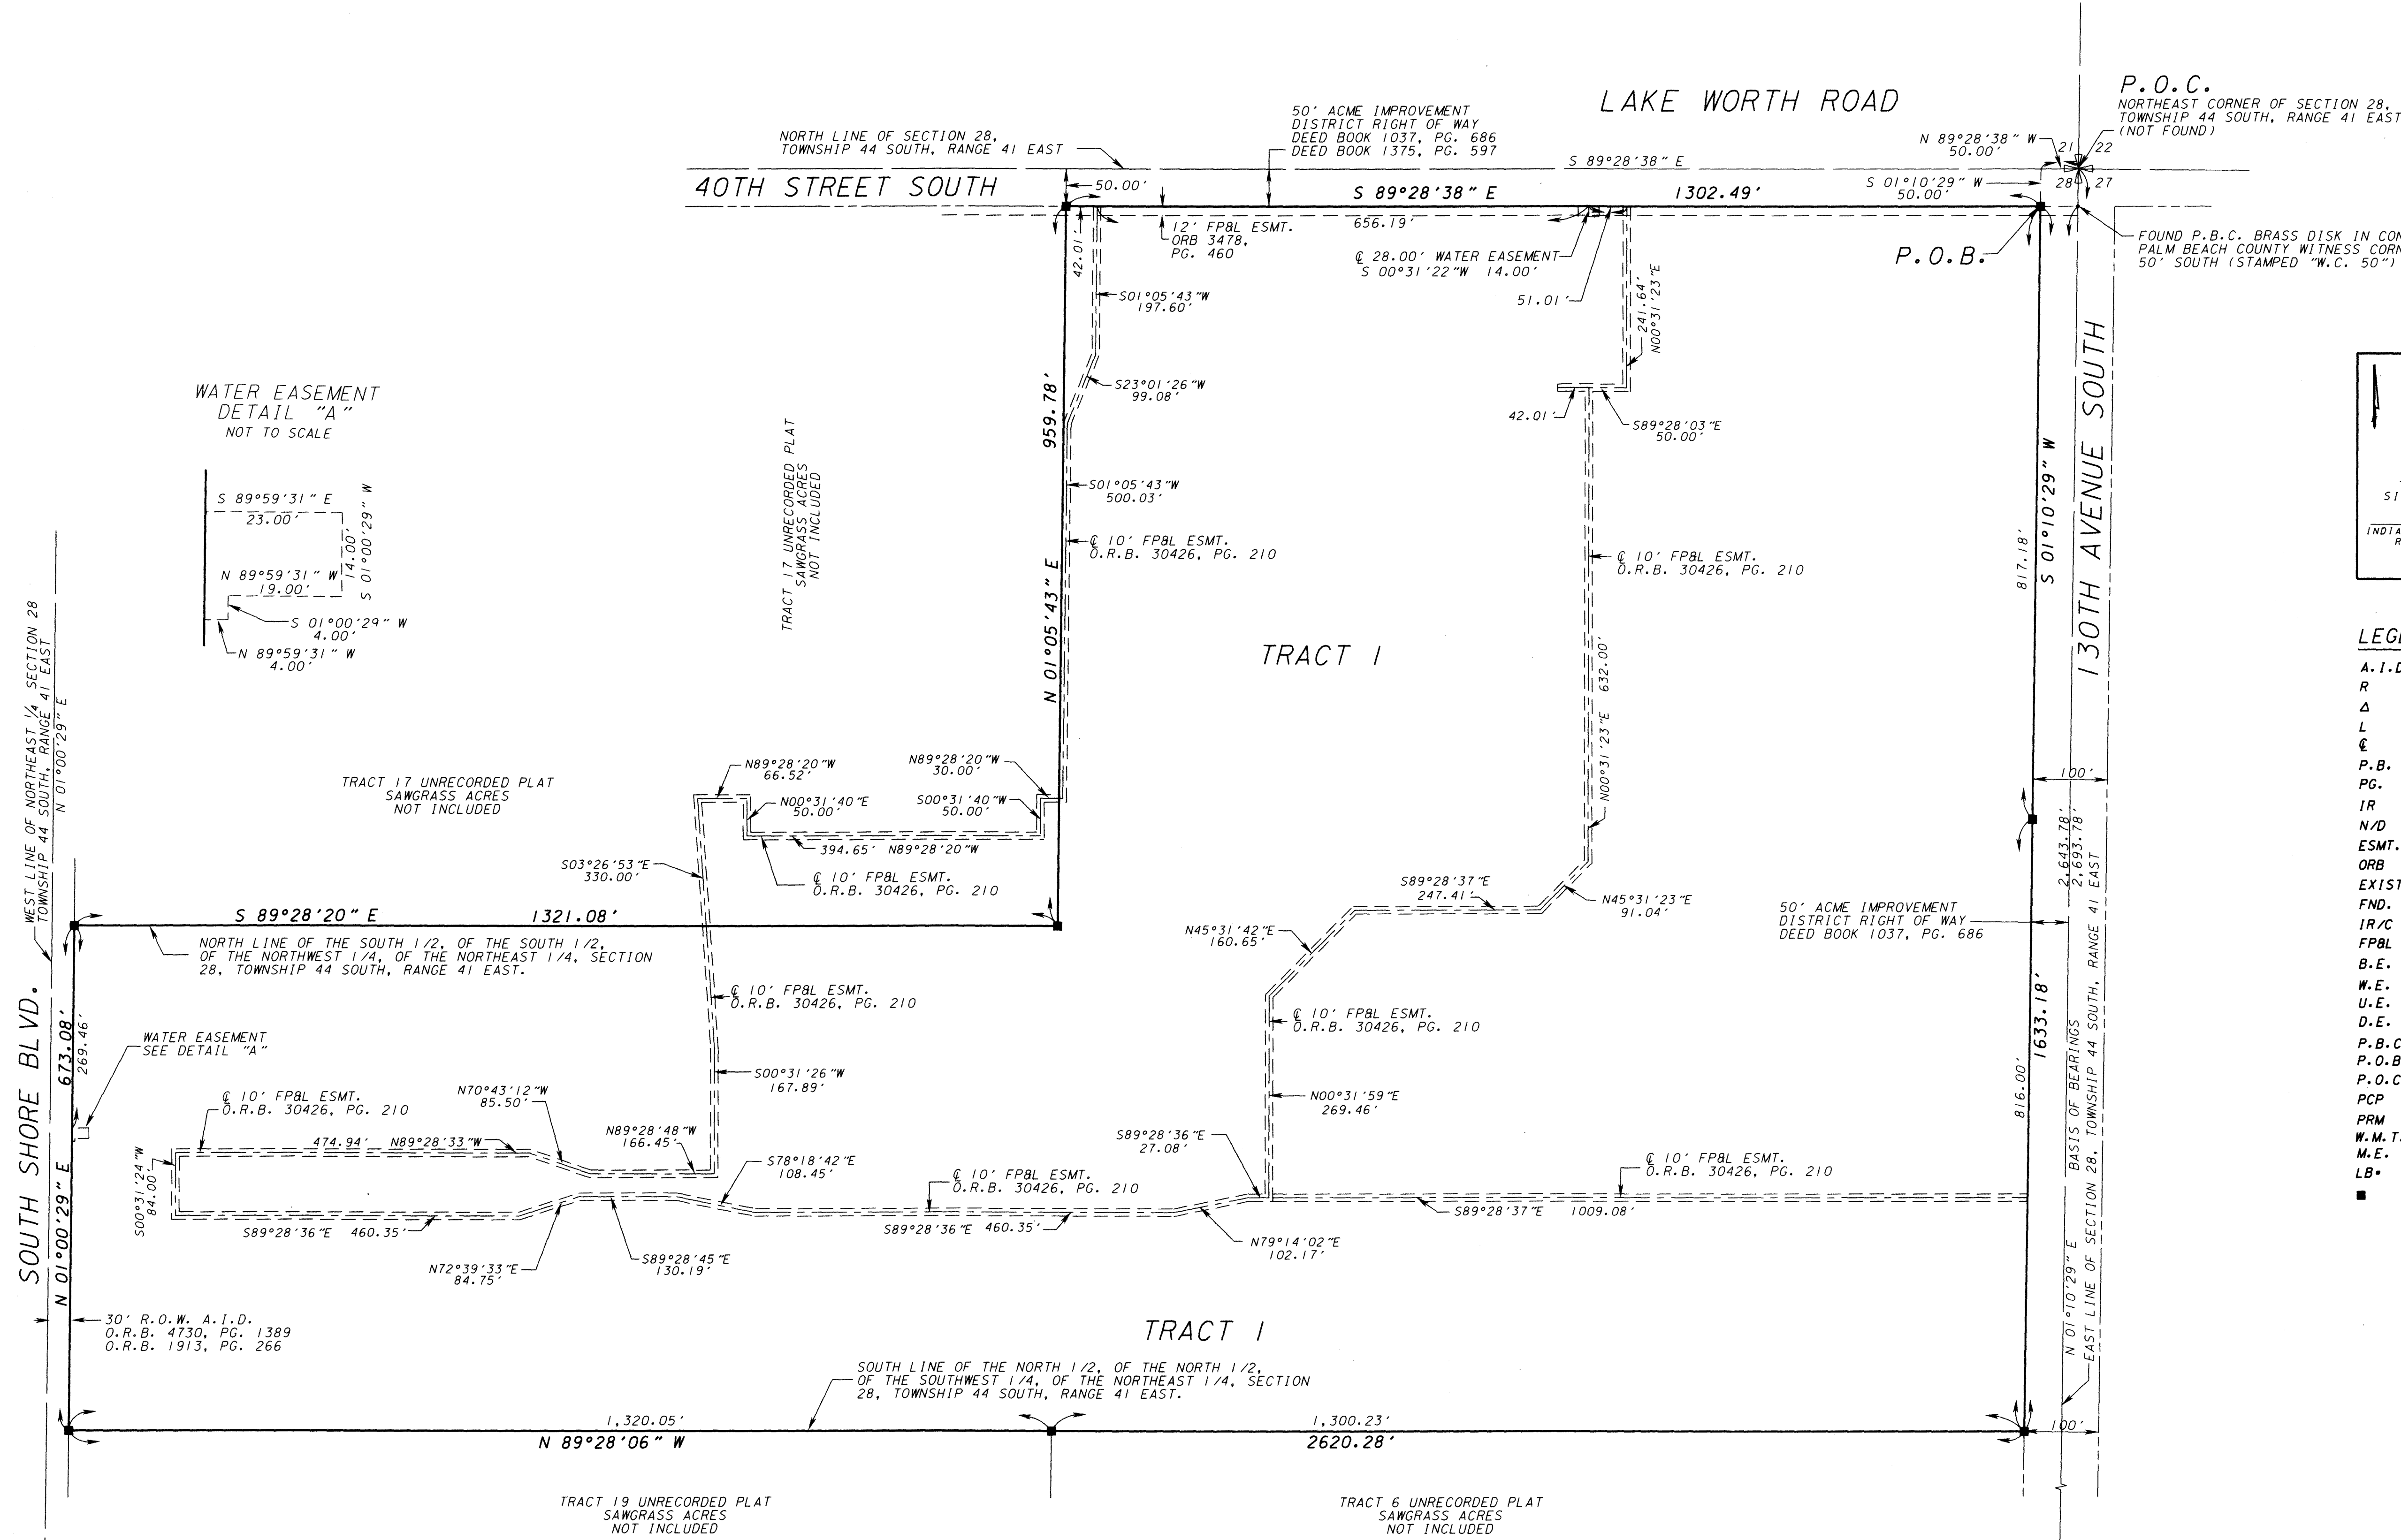 LAKE WORTH ROAD
P.O.C.
NORTHEAST CORNER OF SECTION 28,
TOWNSHIP 44 SOUTH, RANGE 41 EAST
(NOT FOUND)
N 89°28'38" W
50.00'
21
22
28
27
NORTH LINE OF SECTION 28,
TOWNSHIP 44 SOUTH, RANGE 41 EAST
50' ACME IMPROVEMENT
DISTRICT RIGHT OF WAY
DEED BOOK 1037, PG. 686
DEED BOOK 1375, PG. 597
S 89°28'38" E
40TH STREET SOUTH
50.00'
S 89°28'38" E
1302.49'
S 01°10'29" W
50.00'
12' FP&L ESMT.
ORB 3478,
PG. 460
656.19'
℄ 28.00' WATER EASEMENT
S 00°31'22"W 14.00'
51.01'
P.O.B.
FOUND P.B.C. BRASS DISK IN CON
PALM BEACH COUNTY WITNESS CORN
50' SOUTH (STAMPED "W.C. 50")
42.01'
S01°05'43"W
197.60'
241.64'
N00°31'23"E
S23°01'26"W
99.08'
42.01'
S89°28'03"E
50.00'
WATER EASEMENT
DETAIL "A"
NOT TO SCALE
S 89°59'31" E
23.00'
14.00'
S 01°00'29" W
N 89°59'31" W
19.00'
S 01°00'29" W
4.00'
N 89°59'31" W
4.00'
TRACT 17 UNRECORDED PLAT
SAWGRASS ACRES
NOT INCLUDED
959.78'
N 01°05'43" E
S01°05'43"W
500.03'
℄ 10' FP&L ESMT.
O.R.B. 30426, PG. 210
℄ 10' FP&L ESMT.
O.R.B. 30426, PG. 210
TRACT 1
N00°31'23"E 632.00'
817.18'
S 01°10'29" W
130TH AVENUE SOUTH
SI
INDIA
R
LEGE
A.I.D
R
Δ
L
℄
P.B.
PG.
IR
N/D
ESMT.
ORB
EXIST
FND.
IR/C
FP&L
B.E.
W.E.
U.E.
D.E.
P.B.C
P.O.B
P.O.C
PCP
PRM
W.M.T.
M.E.
LB•
■
WEST LINE OF NORTHEAST 1/4, SECTION 28
TOWNSHIP 44 SOUTH, RANGE 41 EAST
N 01°00'29" E
TRACT 17 UNRECORDED PLAT
SAWGRASS ACRES
NOT INCLUDED
N89°28'20"W
66.52'
N89°28'20"W
30.00'
N00°31'40"E
50.00'
S00°31'40"W
50.00'
394.65' N89°28'20"W
S03°26'53"E
330.00'
℄ 10' FP&L ESMT.
O.R.B. 30426, PG. 210
100'
2,643.78'
2,693.78'
S89°28'37"E
247.41'
N45°31'23"E
91.04'
N45°31'42"E
160.65'
50' ACME IMPROVEMENT
DISTRICT RIGHT OF WAY
DEED BOOK 1037, PG. 686
S 89°28'20" E
1321.08'
NORTH LINE OF THE SOUTH 1/2, OF THE SOUTH 1/2,
OF THE NORTHWEST 1/4, OF THE NORTHEAST 1/4, SECTION
28, TOWNSHIP 44 SOUTH, RANGE 41 EAST.
℄ 10' FP&L ESMT.
O.R.B. 30426, PG. 210
℄ 10' FP&L ESMT.
O.R.B. 30426, PG. 210
SOUTH SHORE BLVD.
673.08'
269.46'
N 01°00'29" E
WATER EASEMENT
SEE DETAIL "A"
℄ 10' FP&L ESMT.
O.R.B. 30426, PG. 210
N70°43'12"W
85.50'
S00°31'26"W
167.89'
N00°31'59"E
269.46'
1633.18'
816.00'
474.94' N89°28'33"W
N89°28'48"W
166.45'
S89°28'36"E
27.08'
S78°18'42"E
108.45'
℄ 10' FP&L ESMT.
O.R.B. 30426, PG. 210
℄ 10' FP&L ESMT.
O.R.B. 30426, PG. 210
S00°31'24"W
84.00'
S89°28'36"E 460.35'
N72°39'33"E
84.75'
S89°28'45"E
130.19'
S89°28'36"E 460.35'
N79°14'02"E
102.17'
S89°28'37"E 1009.08'
N 01°10'29" E BASIS OF BEARINGS
EAST LINE OF SECTION 28, TOWNSHIP 44 SOUTH, RANGE 41 EAST
30' R.O.W. A.I.D.
O.R.B. 4730, PG. 1389
O.R.B. 1913, PG. 266
TRACT 1
SOUTH LINE OF THE NORTH 1/2, OF THE NORTH 1/2,
OF THE SOUTHWEST 1/4, OF THE NORTHEAST 1/4, SECTION
28, TOWNSHIP 44 SOUTH, RANGE 41 EAST.
1,320.05'
1,300.23'
100'
N 89°28'06" W
2620.28'
TRACT 19 UNRECORDED PLAT
SAWGRASS ACRES
NOT INCLUDED
TRACT 6 UNRECORDED PLAT
SAWGRASS ACRES
NOT INCLUDED